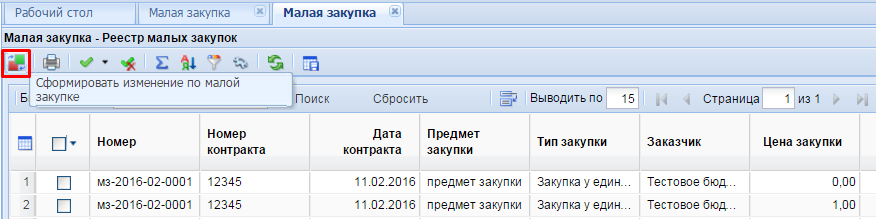 Рабочий стол Малая закупка Малая закупка
Малая закупка - Реестр малых закупок
Сформировать изменение по малой
закупке
Поиск Сбросить Выводить по 15 Страница 1 из 1
Номер Номер контракта Дата контракта Предмет закупки Тип закупки Заказчик Цена закупки
1 мз-2016-02-0001 12345 11.02.2016 предмет закупки Закупка у един... Тестовое бюд... 0,00
2 мз-2016-02-0001 12345 11.02.2016 предмет закупки Закупка у един... Тестовое бюд... 1,00